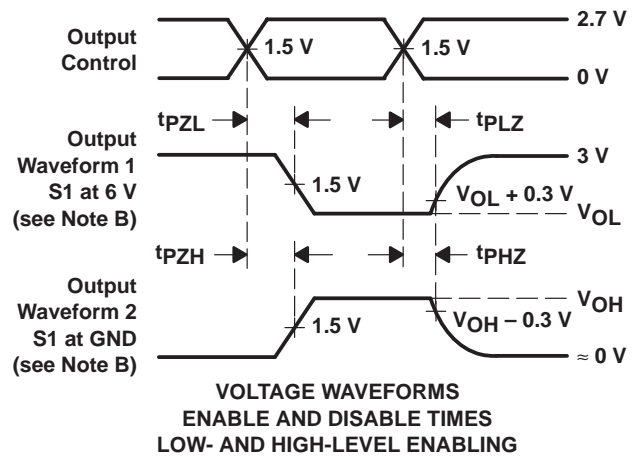 Output
Control
1.5 V
1.5 V
2.7 V
0 V
tPZL
tPLZ
Output
Waveform 1
S1 at 6 V
(see Note B)
1.5 V
3 V
VOL + 0.3 V
VOL
tPZH
tPHZ
Output
Waveform 2
S1 at GND
(see Note B)
1.5 V
VOH
VOH – 0.3 V
≈ 0 V
VOLTAGE WAVEFORMS
ENABLE AND DISABLE TIMES
LOW- AND HIGH-LEVEL ENABLING